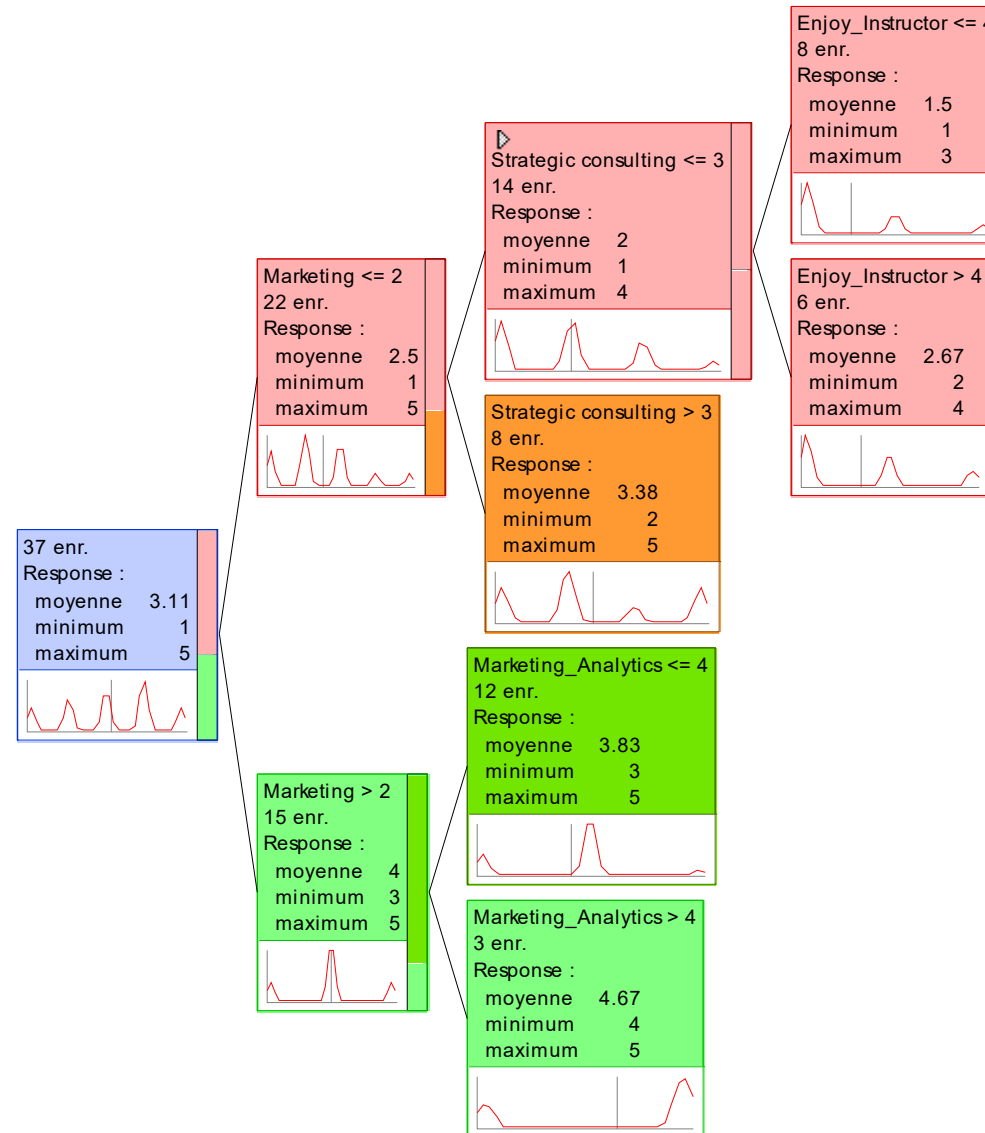 37 enr.
Response :
moyenne 3.11
minimum 1
maximum 5
Marketing <= 2
22 enr.
Response :
moyenne 2.5
minimum 1
maximum 5
Marketing > 2
15 enr.
Response :
moyenne 4
minimum 3
maximum 5
Strategic consulting <= 3
14 enr.
Response :
moyenne 2
minimum 1
maximum 4
Strategic consulting > 3
8 enr.
Response :
moyenne 3.38
minimum 2
maximum 5
Marketing_Analytics <= 4
12 enr.
Response :
moyenne 3.83
minimum 3
maximum 5
Marketing_Analytics > 4
3 enr.
Response :
moyenne 4.67
minimum 4
maximum 5
Enjoy_Instructor <=
8 enr.
Response :
moyenne 1.5
minimum 1
maximum 3
Enjoy_Instructor > 4
6 enr.
Response :
moyenne 2.67
minimum 2
maximum 4